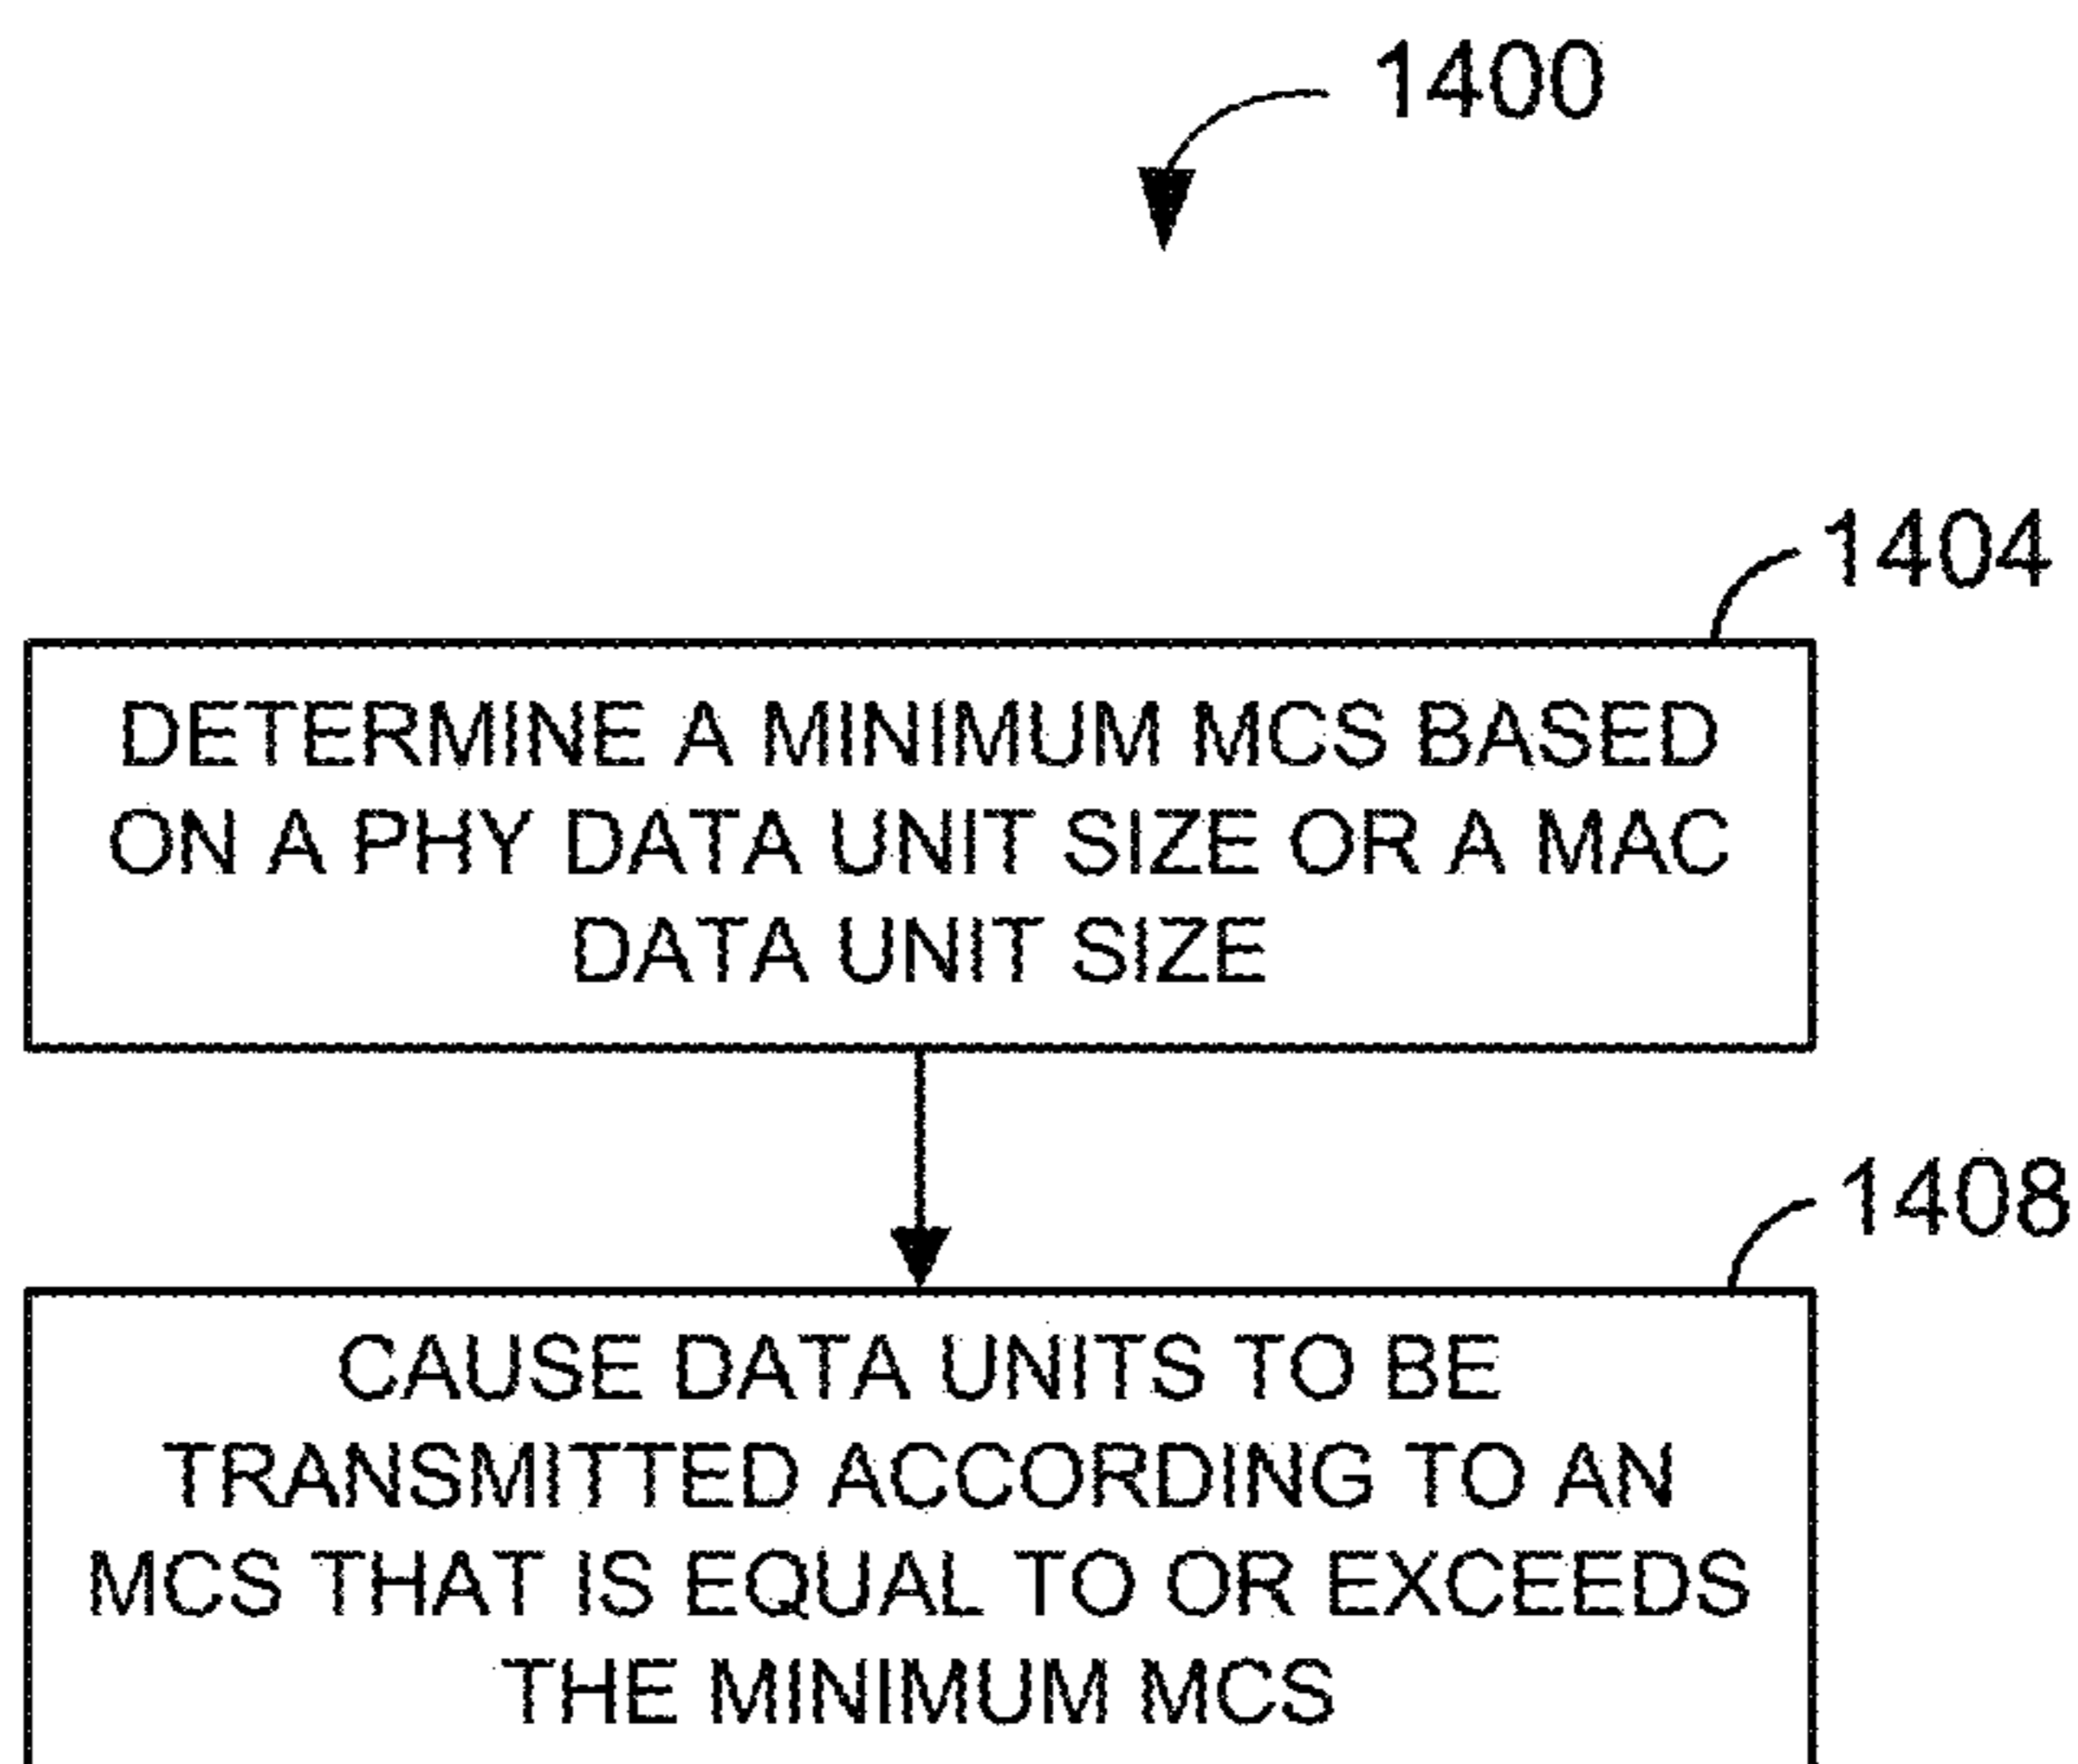 1400
1404
DETERMINE A MINIMUM MCS BASED
ON A PHY DATA UNIT SIZE OR A MAC
DATA UNIT SIZE
1408
CAUSE DATA UNITS TO BE
TRANSMITTED ACCORDING TO AN
MCS THAT IS EQUAL TO OR EXCEEDS
THE MINIMUM MCS